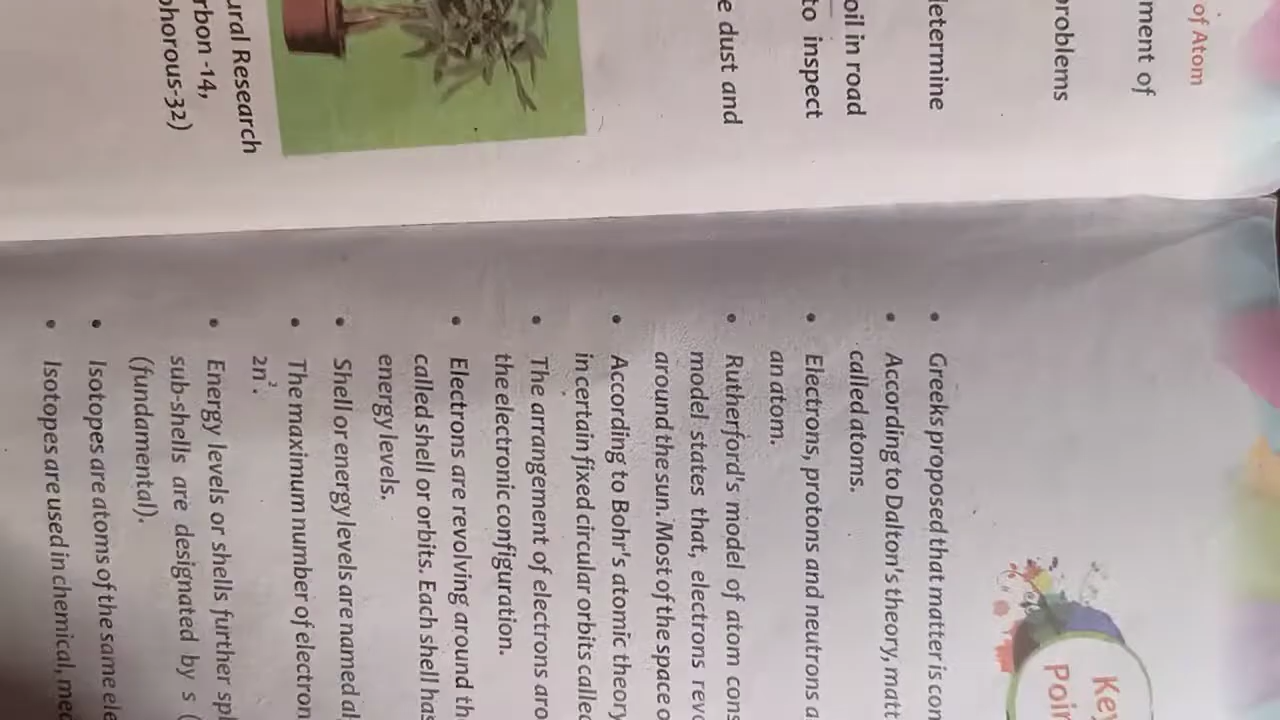 of Atom
ment of
problems
determine
oil in road
to inspect
e dust and
ural Research
rbon -14,
phorous-32)
Key
Poin
• Greeks proposed that matter is con
• According to Dalton's theory, matt
called atoms.
• Electrons, protons and neutrons a
an atom.
• Rutherford's model of atom cons
model states that, electrons revo
around the sun. Most of the space o
• According to Bohr's atomic theory
in certain fixed circular orbits called
• The arrangement of electrons aro
the electronic configuration.
• Electrons are revolving around th
called shell or orbits. Each shell has
energy levels.
• Shell or energy levels are named al
• The maximum number of electron
2n².
• Energy levels or shells further spl
sub-shells are designated by s (
(fundamental).
• Isotopes are atoms of the same ele
• Isotopes are used in chemical, med